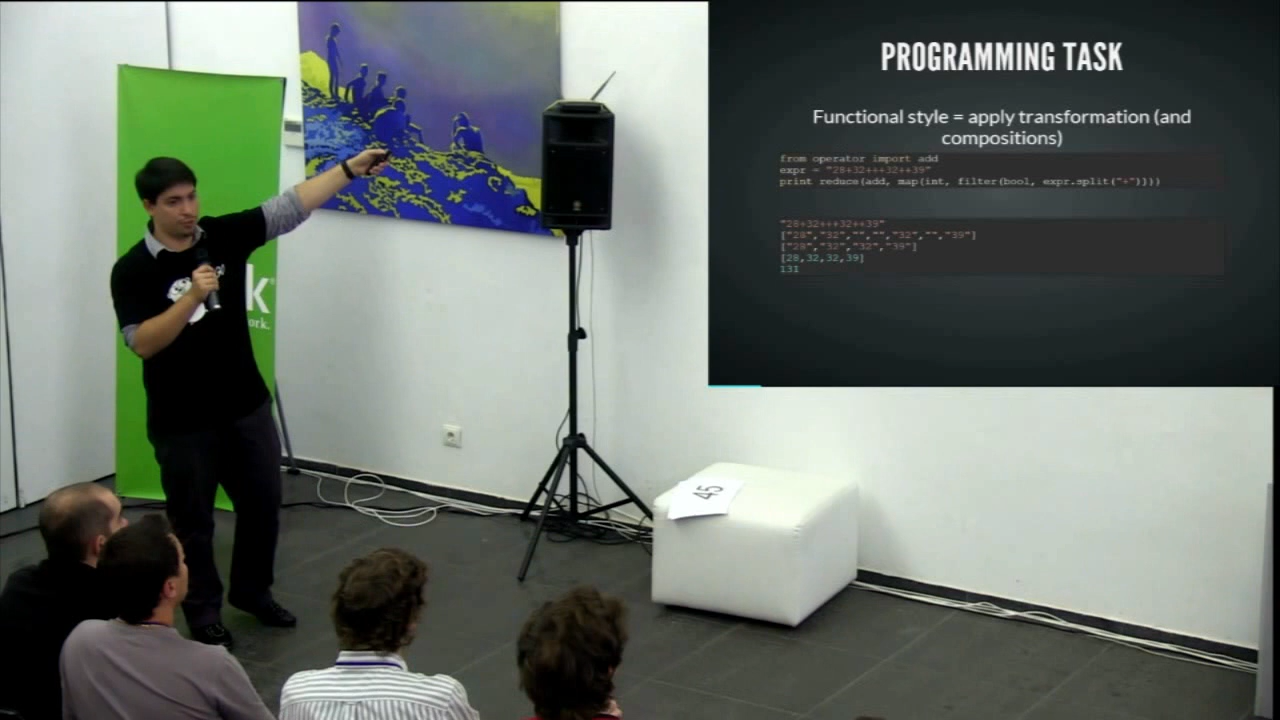 PROGRAMMING TASK
Functional style = apply transformation (and
compositions)
from operator import add
expr = "28+32+++32++39"
print reduce(add, map(int, filter(bool, expr.split("+"))))
"28+32+++32++39"
["28","32","","","32","","39"]
["28","32","32","39"]
[28,32,32,39]
131
k
ork.
45